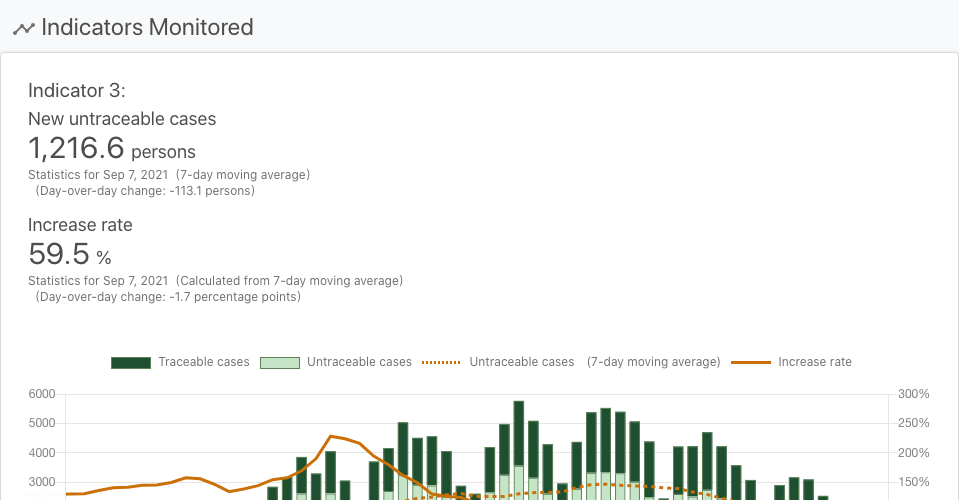 Indicators Monitored
Indicator 3:
New untraceable cases
1,216.6 persons
Statistics for Sep 7, 2021 (7-day moving average)
(Day-over-day change: -113.1 persons)
Increase rate
59.5 %
Statistics for Sep 7, 2021 (Calculated from 7-day moving average)
(Day-over-day change: -1.7 percentage points)
Traceable cases Untraceable cases Untraceable cases (7-day moving average) Increase rate
6000 300%
5000 250%
4000 200%
3000 150%